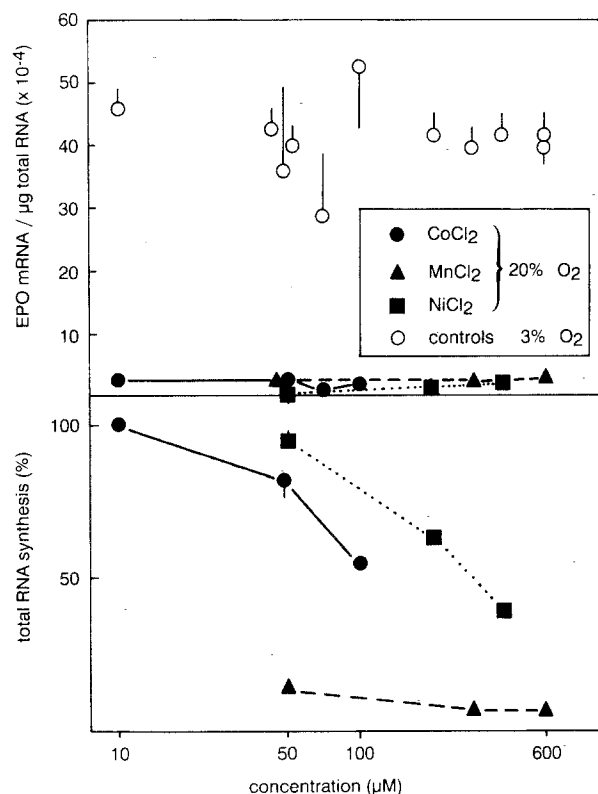 60
50
40
30
20
10
EPO mRNA / µg total RNA (x 10-4)
CoCl2
MnCl2
NiCl2
20% O2
controls 3% O2
100
50
total RNA synthesis (%)
10 50 100 600
concentration (µM)